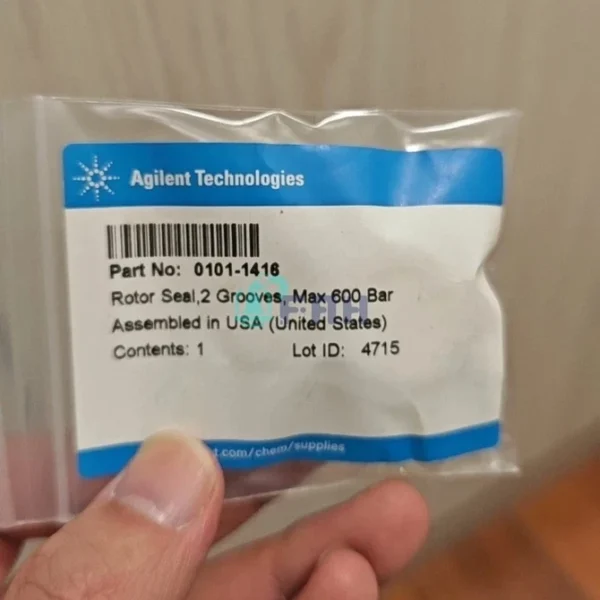 Agilent Technologies
Part No: 0101-1416
Rotor Seal,2 Grooves, Max 600 Bar
Assembled in USA (United States)
Contents: 1 Lot ID: 4715
t.com/chem/supplies